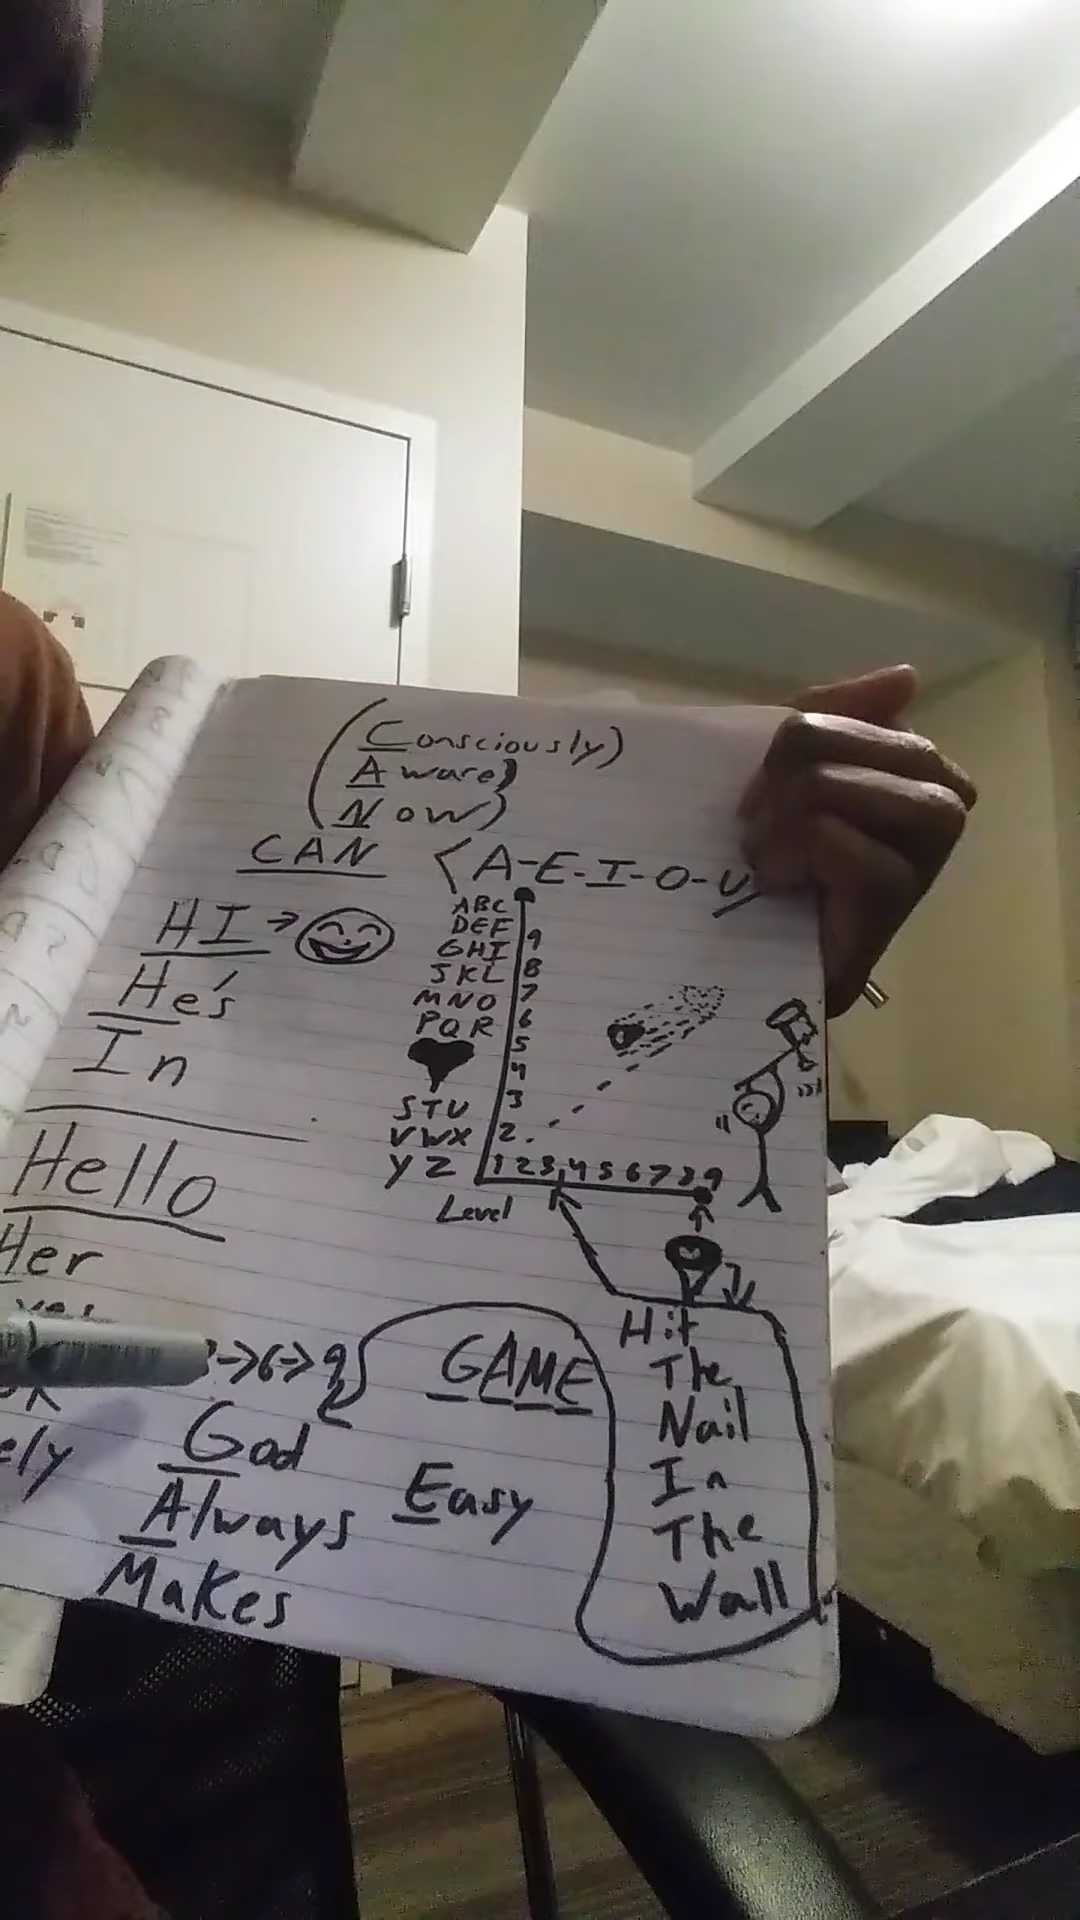 (Consciously)
Aware)
Now)
CAN <A-E-I-O-U
HI →
He's
In
Hello
Her
ABC
DEF 9
GHI 8
JKL 7
MNO 6
PQR 5
4
STU 3
VWX 2
YZ 1 2 3 4 5 6 7 8 9
Level
→6→9
GAME
God
Always
Makes
Easy
Hit
The
Nail
In
The
Wall